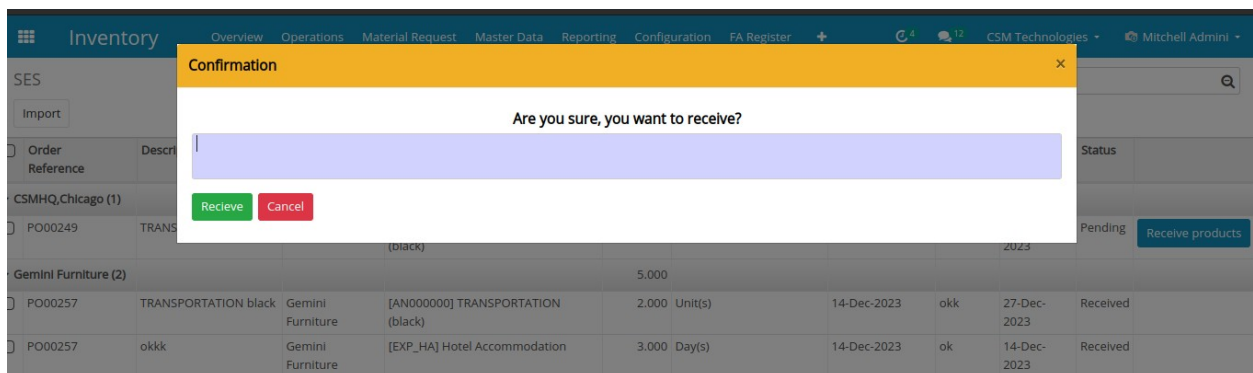 Inventory Overview Operations Material Request Master Data Reporting Configuration FA Register + 4 12 CSM Technologies Mitchell Admini
Confirmation ×
SES
Are you sure, you want to receive?
Import
Order Reference Status
CSMHQ,Chicago (1)
Recieve Cancel
PO00249 (black) 2023 Pending Receive products
Gemini Furniture (2) 5.000
PO00257 TRANSPORTATION black Gemini Furniture [AN000000] TRANSPORTATION (black) 2.000 Unit(s) 14-Dec-2023 okk 27-Dec-2023 Received
PO00257 okkk Gemini Furniture [EXP_HA] Hotel Accommodation 3.000 Day(s) 14-Dec-2023 ok 14-Dec-2023 Received